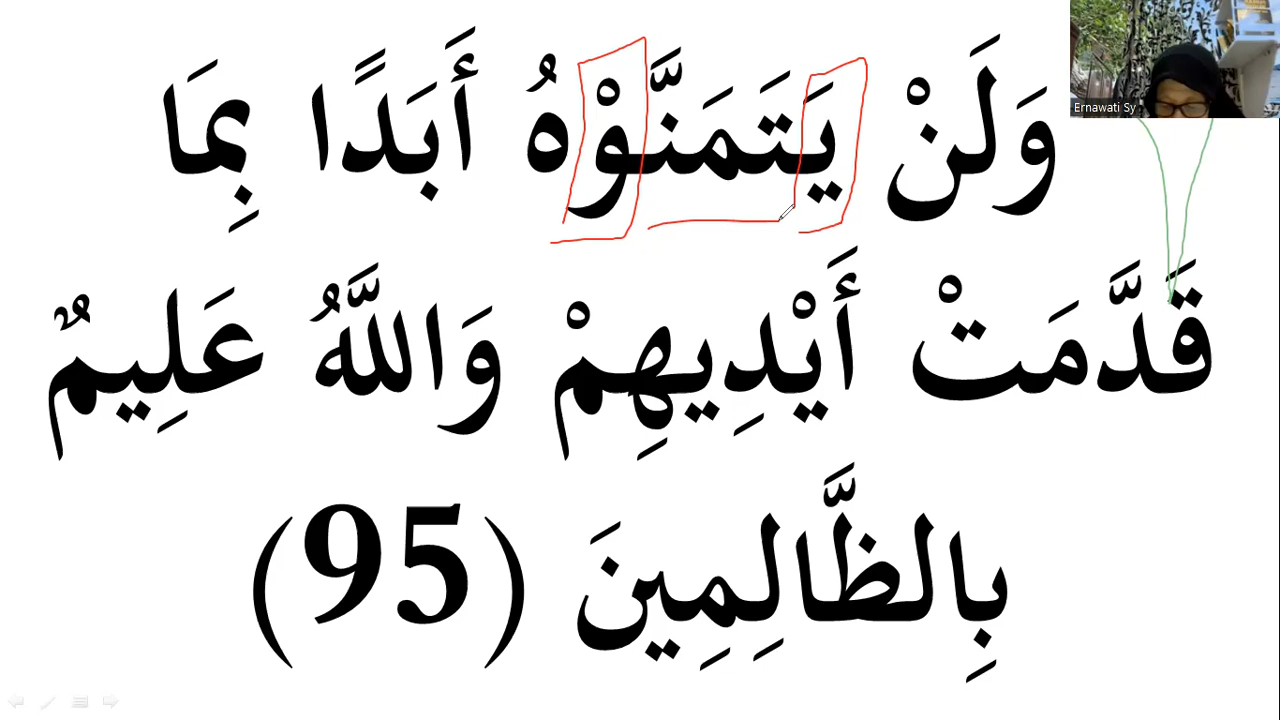 Ernawati Sy
وَلَنْ يَتَمَنَّوْهُ أَبَدًا بِمَا
قَدَّمَتْ أَيْدِيهِمْ وَاللَّهُ عَلِيمٌ
بِالظَّالِمِينَ (95)